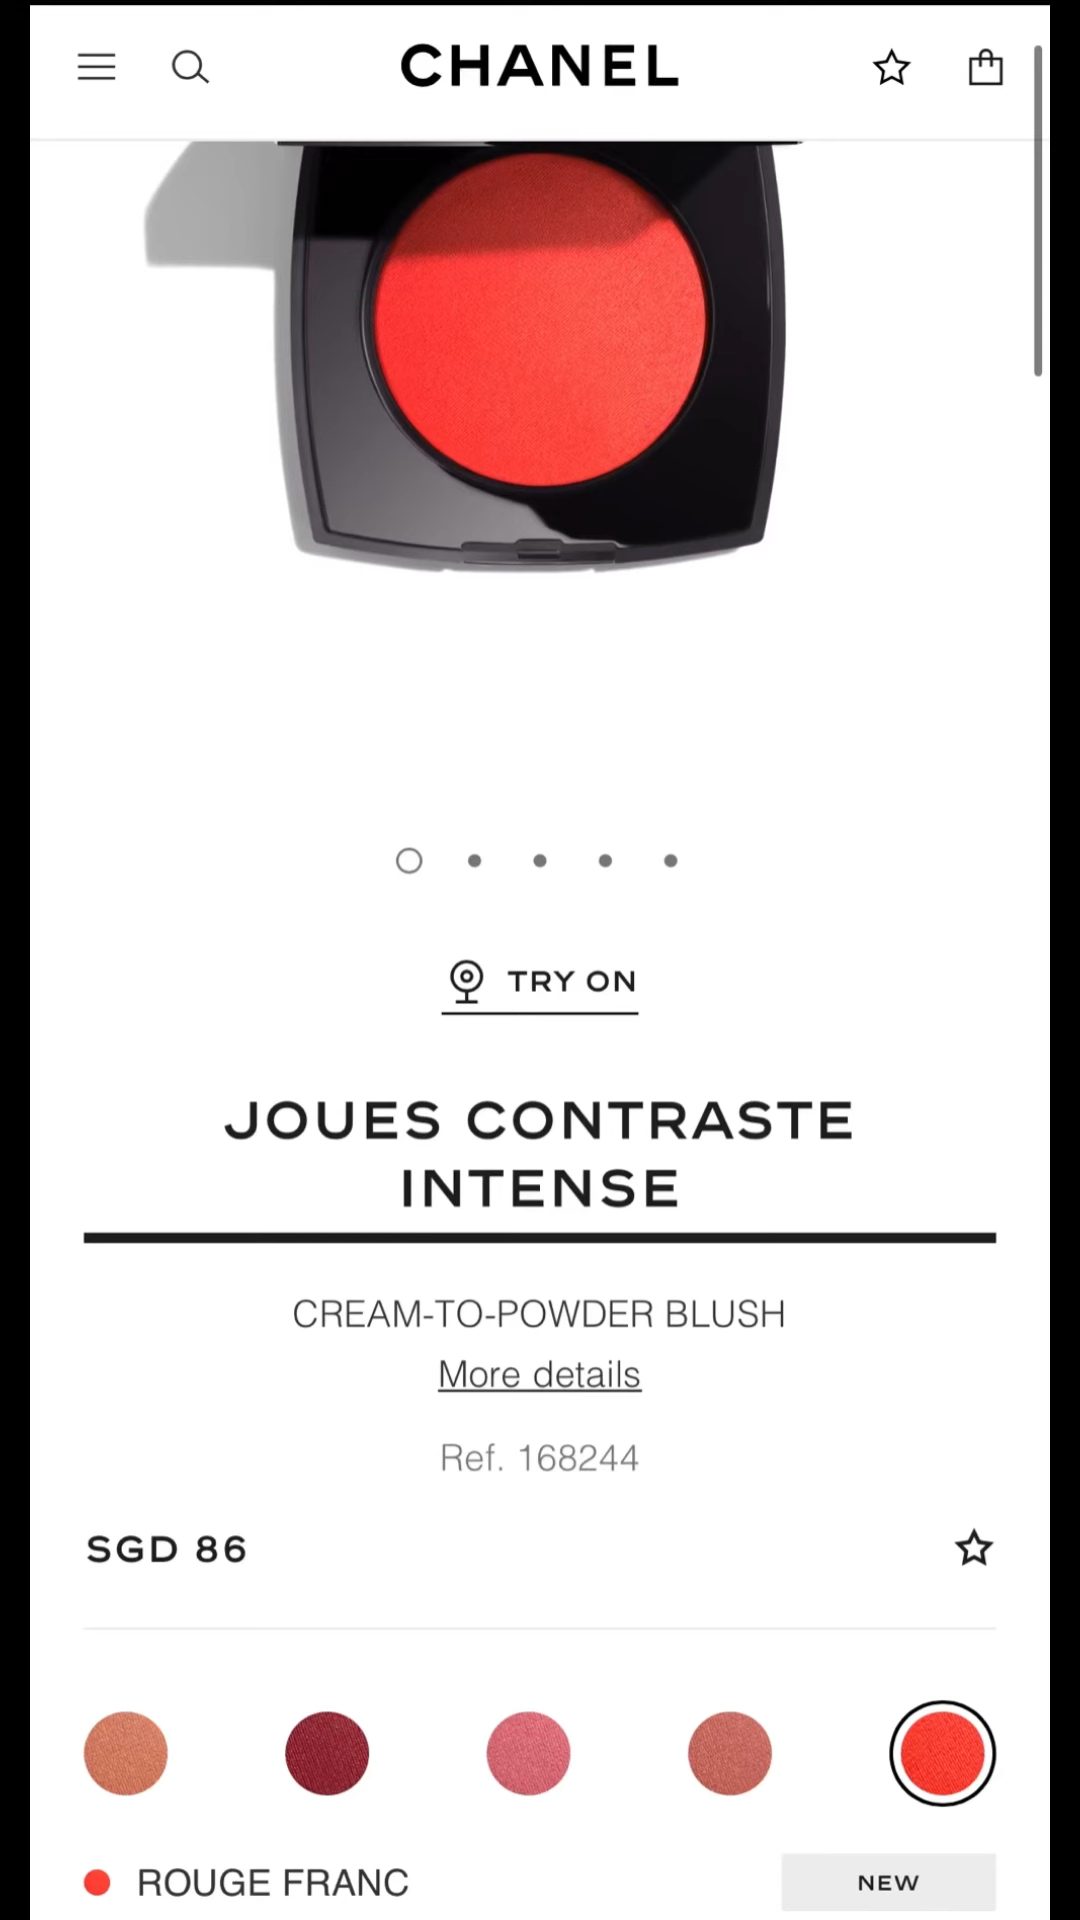 CHANEL
TRY ON
JOUES CONTRASTE
INTENSE
CREAM-TO-POWDER BLUSH
More details
Ref. 168244
SGD 86
ROUGE FRANC
NEW